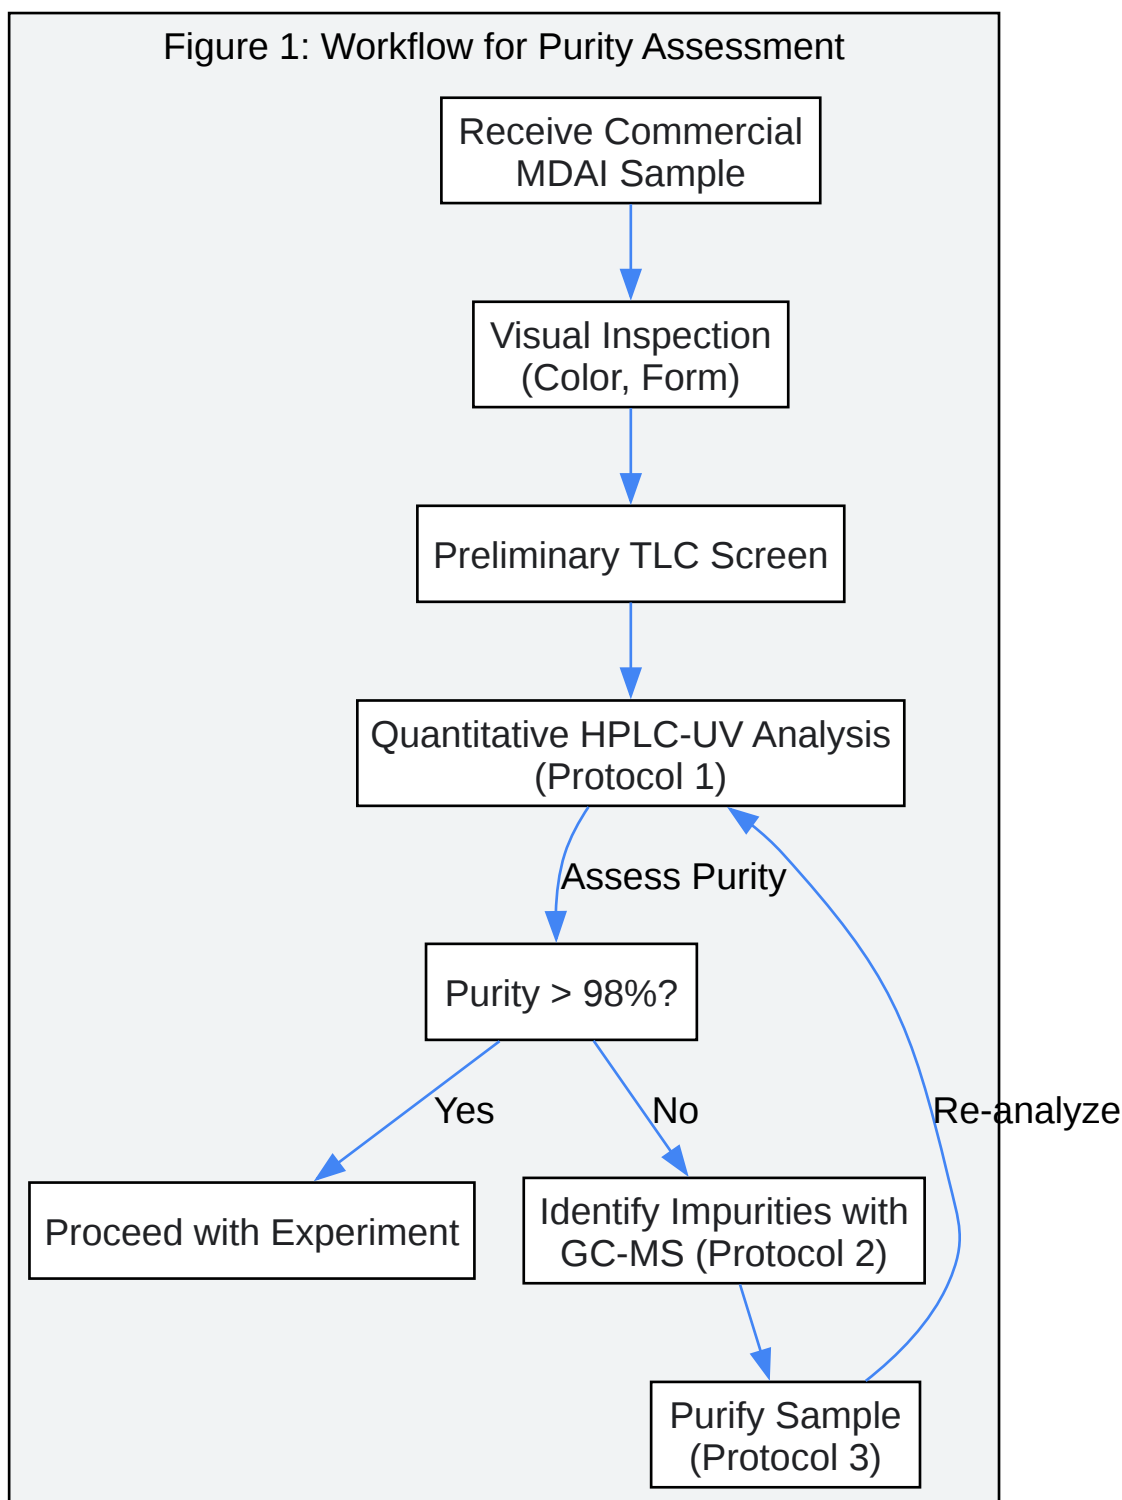 Figure 1: Workflow for Purity Assessment
Receive Commercial
MDAI Sample
Visual Inspection
(Color, Form)
Preliminary TLC Screen
Quantitative HPLC-UV Analysis
(Protocol 1)
Assess Purity
Purity > 98%?
Yes
No
Re-analyze
Proceed with Experiment
Identify Impurities with
GC-MS (Protocol 2)
Purify Sample
(Protocol 3)